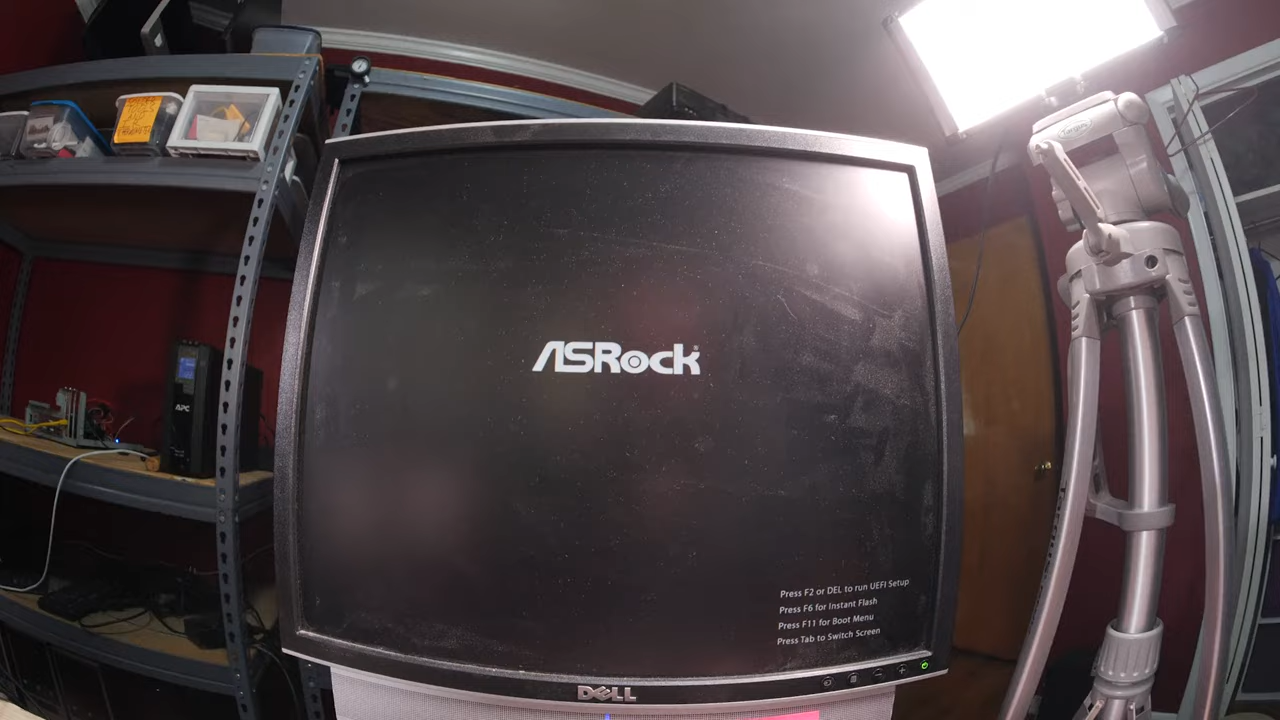 ASRock
Press F2 or DEL to run UEFI Setup
Press F6 for Instant Flash
Press F11 for Boot Menu
Press Tab to Switch Screen
DELL
APC
Targus